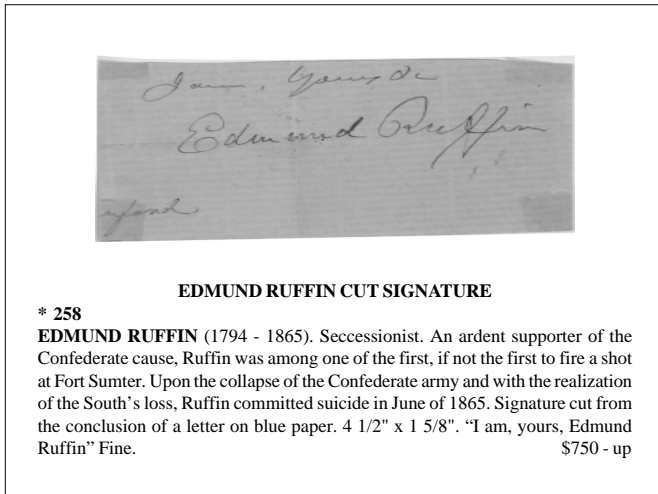 I am, yours &c
Edmund Ruffin
EDMUND RUFFIN CUT SIGNATURE
* 258
EDMUND RUFFIN (1794 - 1865). Seccessionist. An ardent supporter of the
Confederate cause, Ruffin was among one of the first, if not the first to fire a shot
at Fort Sumter. Upon the collapse of the Confederate army and with the realization
of the South’s loss, Ruffin committed suicide in June of 1865. Signature cut from
the conclusion of a letter on blue paper. 4 1/2" x 1 5/8". “I am, yours, Edmund
Ruffin” Fine. $750 - up